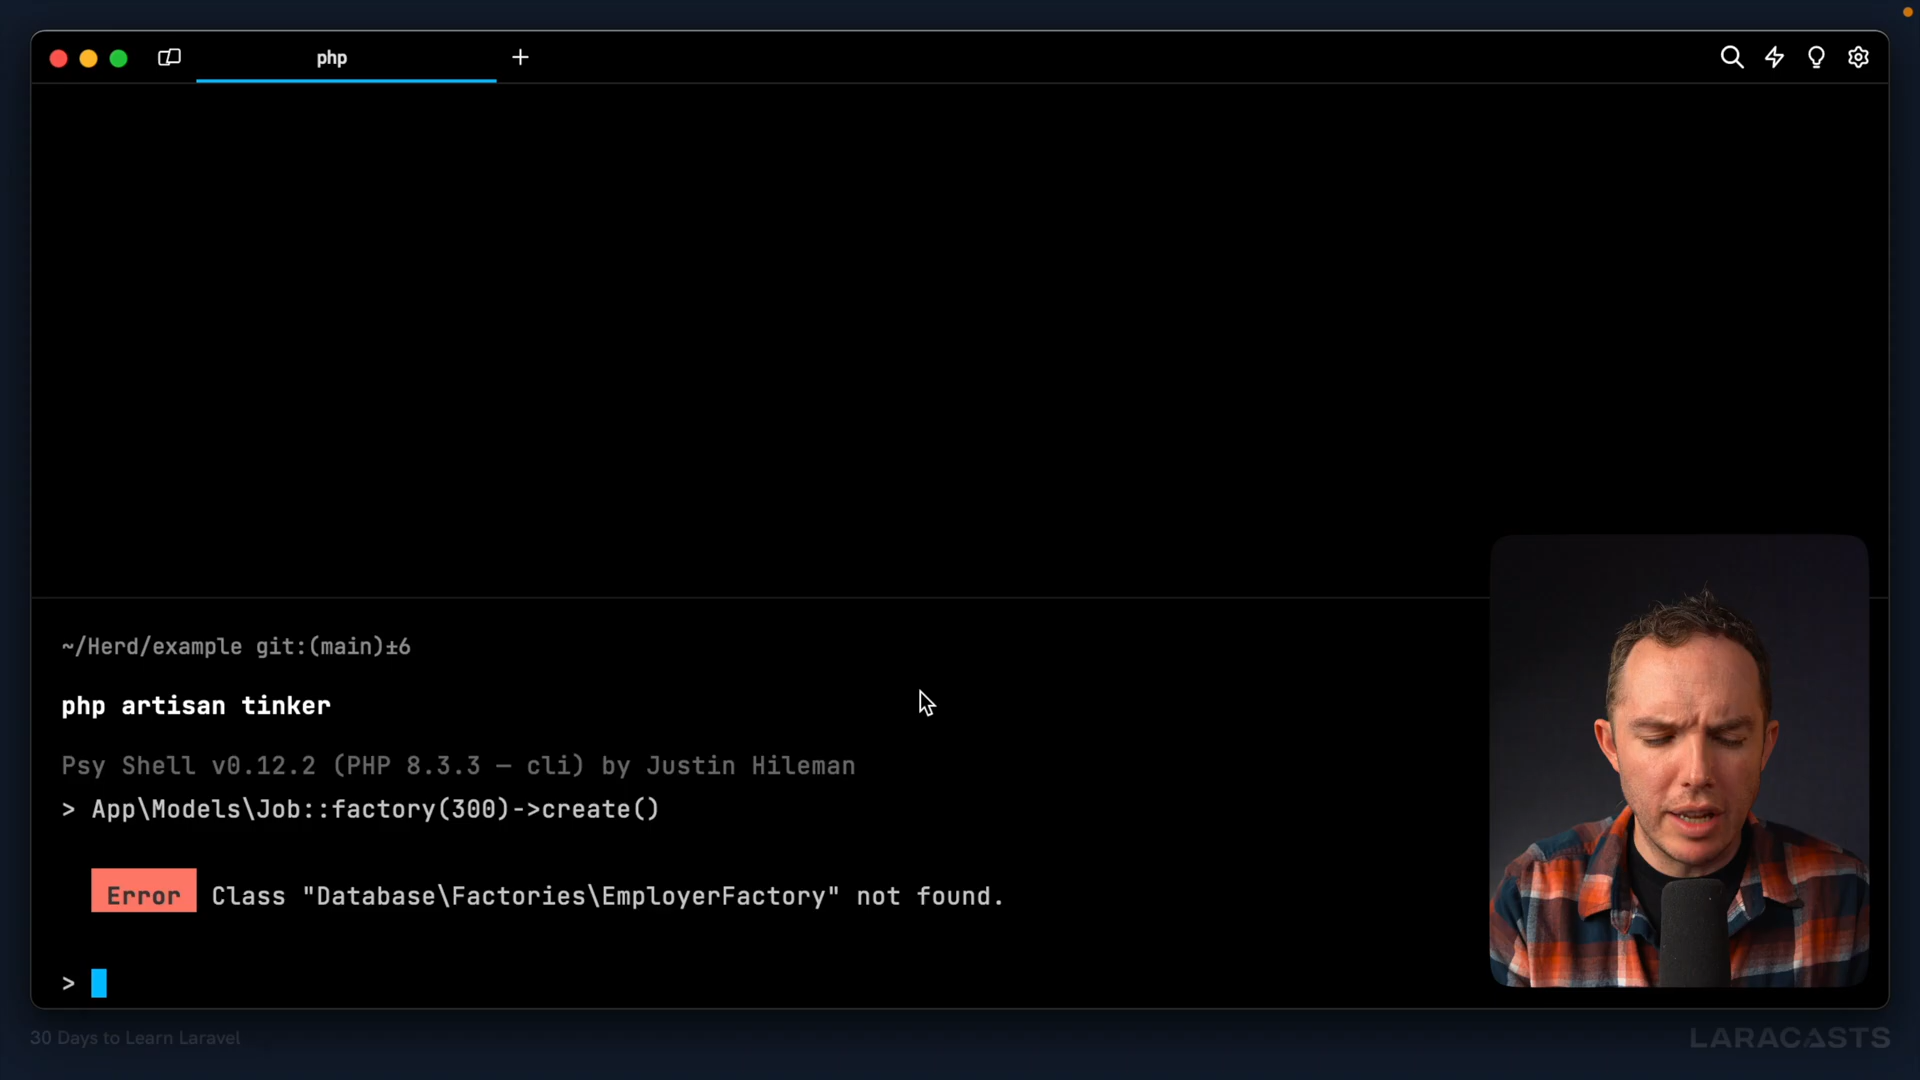 php
~/Herd/example git:(main)±6
php artisan tinker
Psy Shell v0.12.2 (PHP 8.3.3 — cli) by Justin Hileman
> App\Models\Job::factory(300)->create()
Error Class "Database\Factories\EmployerFactory" not found.
>
30 Days to Learn Laravel
LARACASTS